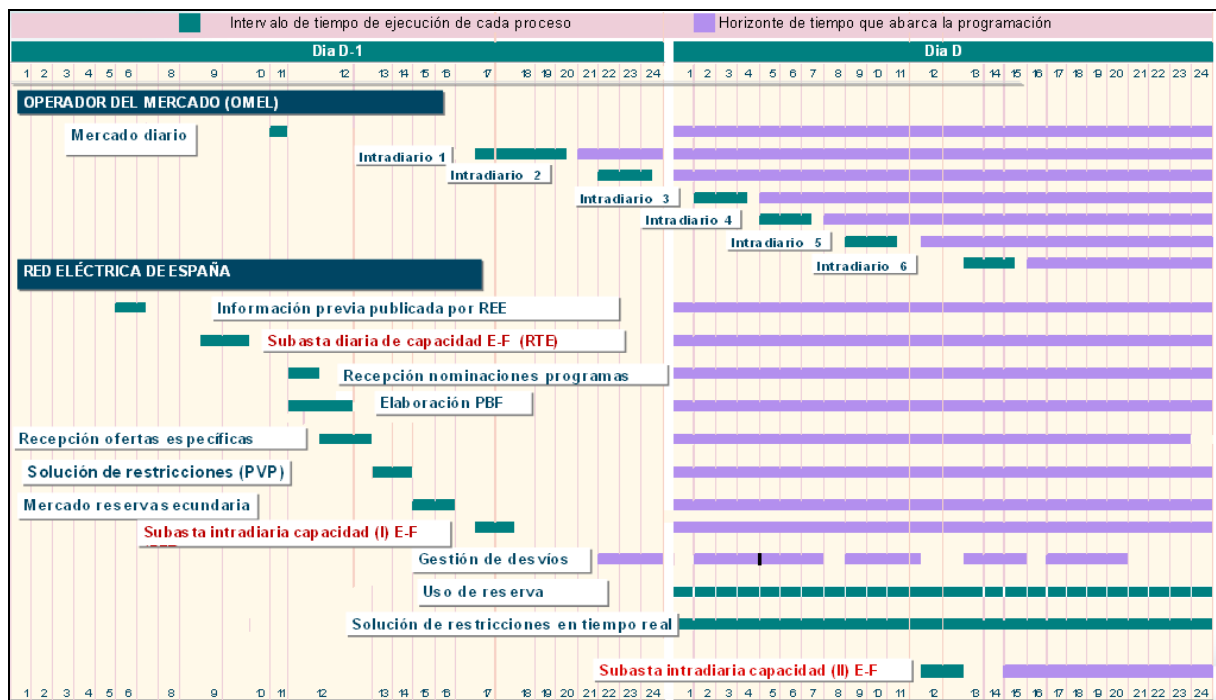 Intervalo de tiempo de ejecución de cada proceso
Horizonte de tiempo que abarca la programación
Dia D-1
Dia D
1 2 3 4 5 6 8 9 10 11 12 13 14 15 16 17 18 19 20 21 22 23 24
1 2 3 4 5 6 7 8 9 10 11 12 13 14 15 16 17 18 19 20 21 22 23 24
OPERADOR DEL MERCADO (OMEL)
Mercado diario
Intradiario 1
Intradiario 2
Intradiario 3
Intradiario 4
Intradiario 5
Intradiario 6
RED ELÉCTRICA DE ESPAÑA
Información previa publicada por REE
Subasta diaria de capacidad E-F (RTE)
Recepción nominaciones programas
Elaboración PBF
Recepción ofertas específicas
Solución de restricciones (PVP)
Mercado reservas ecundaria
Subasta intradiaria capacidad (I) E-F
Gestión de desvíos
Uso de reserva
Solución de restricciones en tiempo real
Subasta intradiaria capacidad (II) E-F
1 2 3 4 5 6 8 9 10 11 12 13 14 15 16 17 18 19 20 21 22 23 24
1 2 3 4 5 6 7 8 9 10 11 12 13 14 15 16 17 18 19 20 21 22 23 24